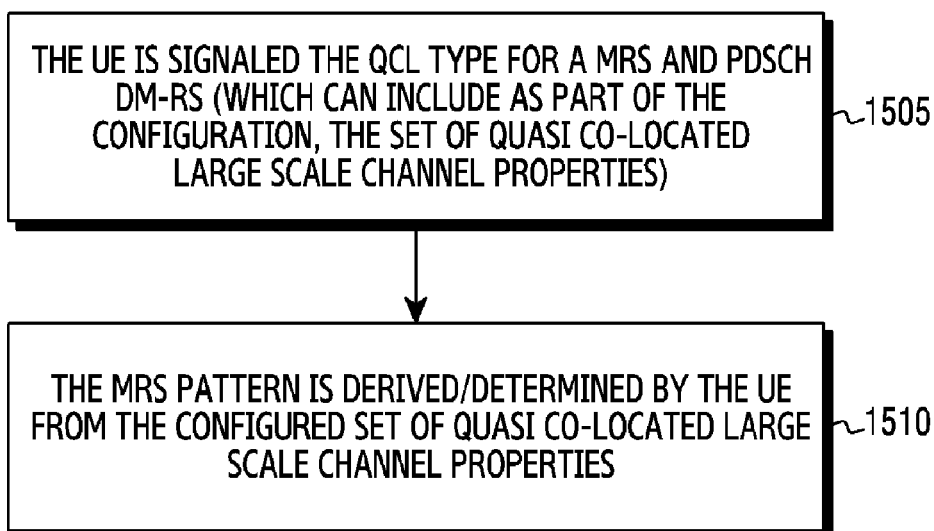 THE UE IS SIGNALED THE QCL TYPE FOR A MRS AND PDSCH
DM-RS (WHICH CAN INCLUDE AS PART OF THE
CONFIGURATION, THE SET OF QUASI CO-LOCATED
LARGE SCALE CHANNEL PROPERTIES)
1505
THE MRS PATTERN IS DERIVED/DETERMINED BY THE UE
FROM THE CONFIGURED SET OF QUASI CO-LOCATED LARGE
SCALE CHANNEL PROPERTIES
1510